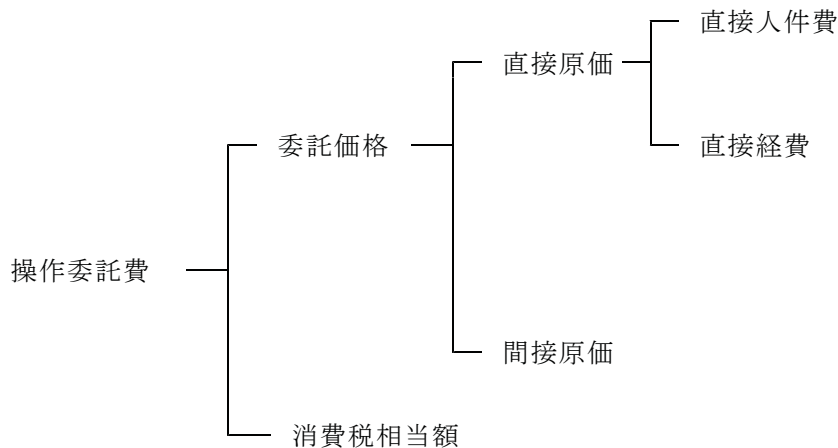 直接人件費
直接原価
委託価格
直接経費
操作委託費
間接原価
消費税相当額